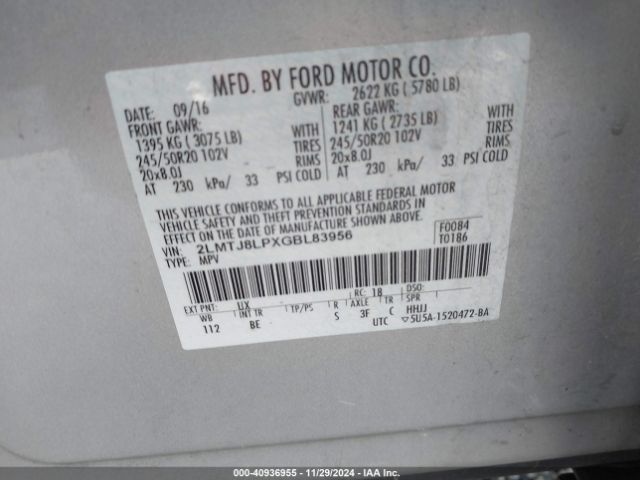 MFD. BY FORD MOTOR CO.
DATE: 09/16 GVWR: 2622 KG ( 5780 LB)
FRONT GAWR: REAR GAWR:
1395 KG ( 3075 LB) WITH 1241 KG ( 2735 LB) WITH
245/50R20 102V TIRES 245/50R20 102V TIRES
20x8.0J RIMS 20x8.0J RIMS
AT 230 kPa/ 33 PSI COLD AT 230 kPa/ 33 PSI COLD
THIS VEHICLE CONFORMS TO ALL APPLICABLE FEDERAL MOTOR
VEHICLE SAFETY AND THEFT PREVENTION STANDARDS IN
EFFECT ON THE DATE OF MANUFACTURE SHOWN ABOVE.
VIN: 2LMTJ8LPXGBL83956 F0084
TYPE: MPV T0186
EXT PNT: UX RC: 18 DSO:
WB INT TR TP/PS R AXLE TR SPR
112 BE S 3F C HHJJ
UTC ▽5U5A-1520472-BA
000-40936955 - 11/29/2024 - IAA Inc.